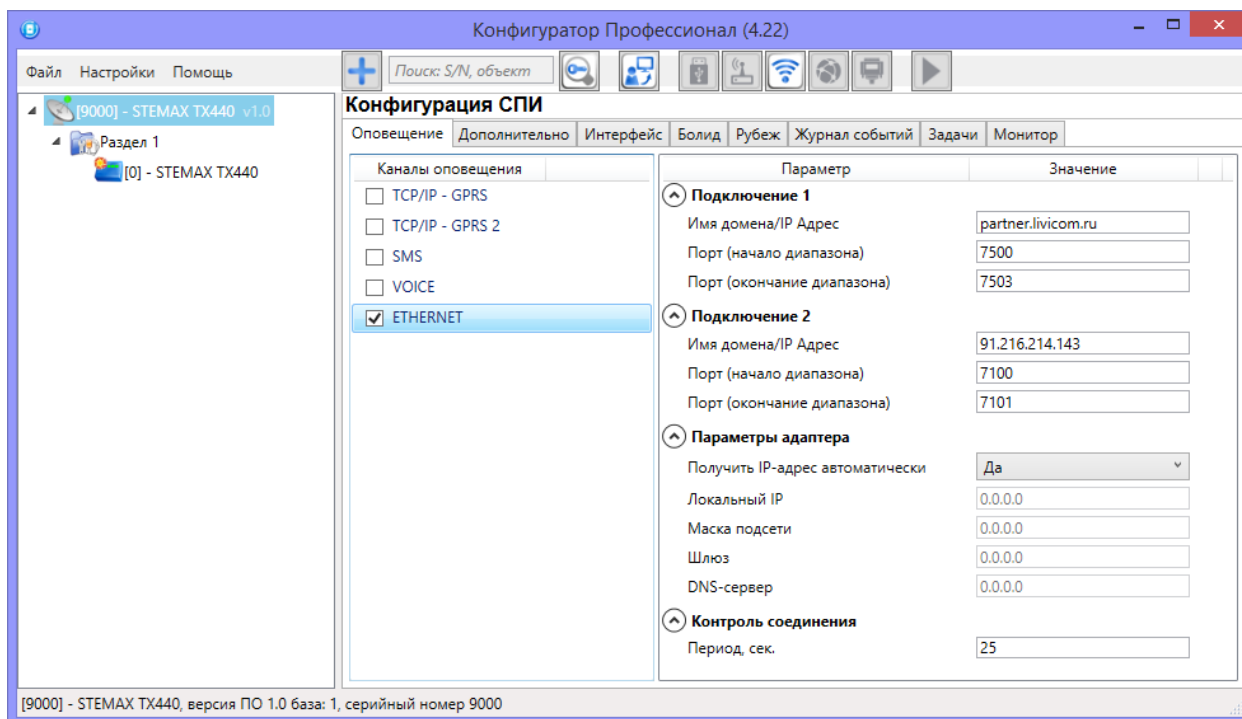 Конфигуратор Профессионал (4.22)
Файл Настройки Помощь
Поиск: S/N, объект
[9000] - STEMAX TX440 v1.0
Раздел 1
[0] - STEMAX TX440
Конфигурация СПИ
Оповещение Дополнительно Интерфейс Болид Рубеж Журнал событий Задачи Монитор
Каналы оповещения
TCP/IP - GPRS
TCP/IP - GPRS 2
SMS
VOICE
ETHERNET
Параметр Значение
Подключение 1
Имя домена/IP Адрес partner.livicom.ru
Порт (начало диапазона) 7500
Порт (окончание диапазона) 7503
Подключение 2
Имя домена/IP Адрес 91.216.214.143
Порт (начало диапазона) 7100
Порт (окончание диапазона) 7101
Параметры адаптера
Получить IP-адрес автоматически Да
Локальный IP 0.0.0.0
Маска подсети 0.0.0.0
Шлюз 0.0.0.0
DNS-сервер 0.0.0.0
Контроль соединения
Период, сек. 25
[9000] - STEMAX TX440, версия ПО 1.0 база: 1, серийный номер 9000